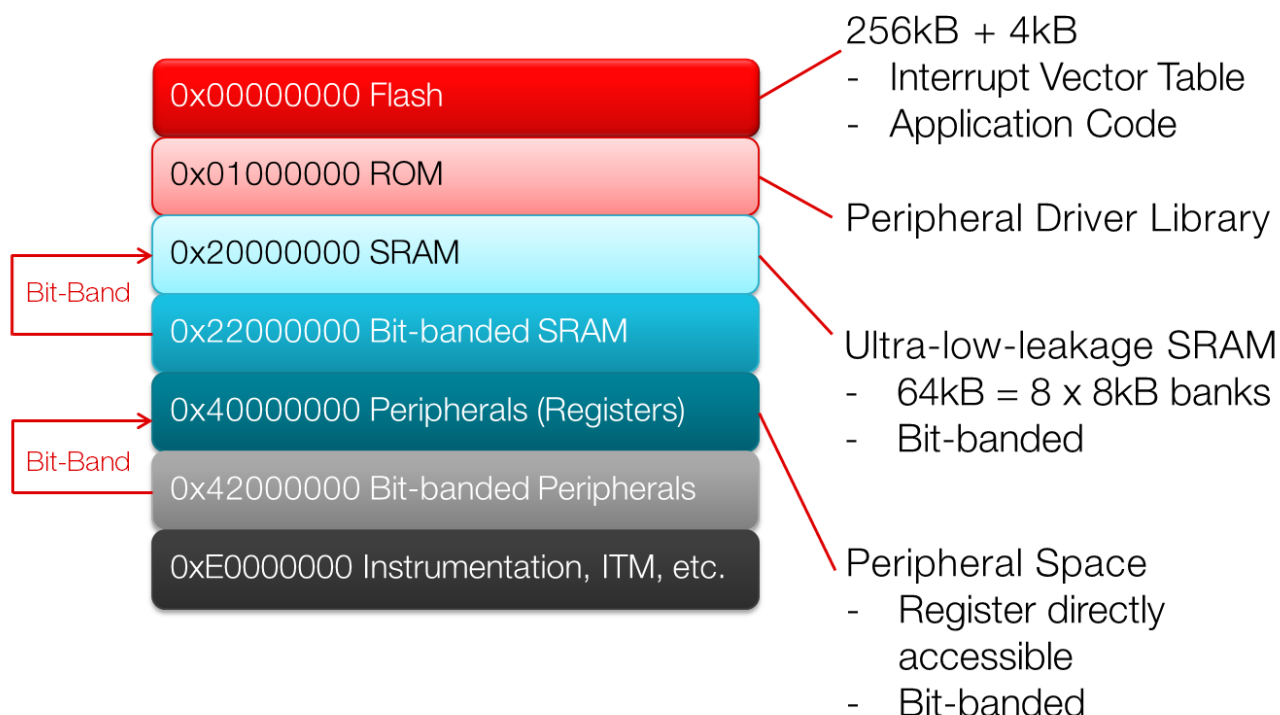 0x00000000 Flash
0x01000000 ROM
0x20000000 SRAM
0x22000000 Bit-banded SRAM
0x40000000 Peripherals (Registers)
0x42000000 Bit-banded Peripherals
0xE0000000 Instrumentation, ITM, etc.
Bit-Band
Bit-Band
256kB + 4kB
- Interrupt Vector Table
- Application Code
Peripheral Driver Library
Ultra-low-leakage SRAM
- 64kB = 8 x 8kB banks
- Bit-banded
Peripheral Space
- Register directly
accessible
- Bit-banded